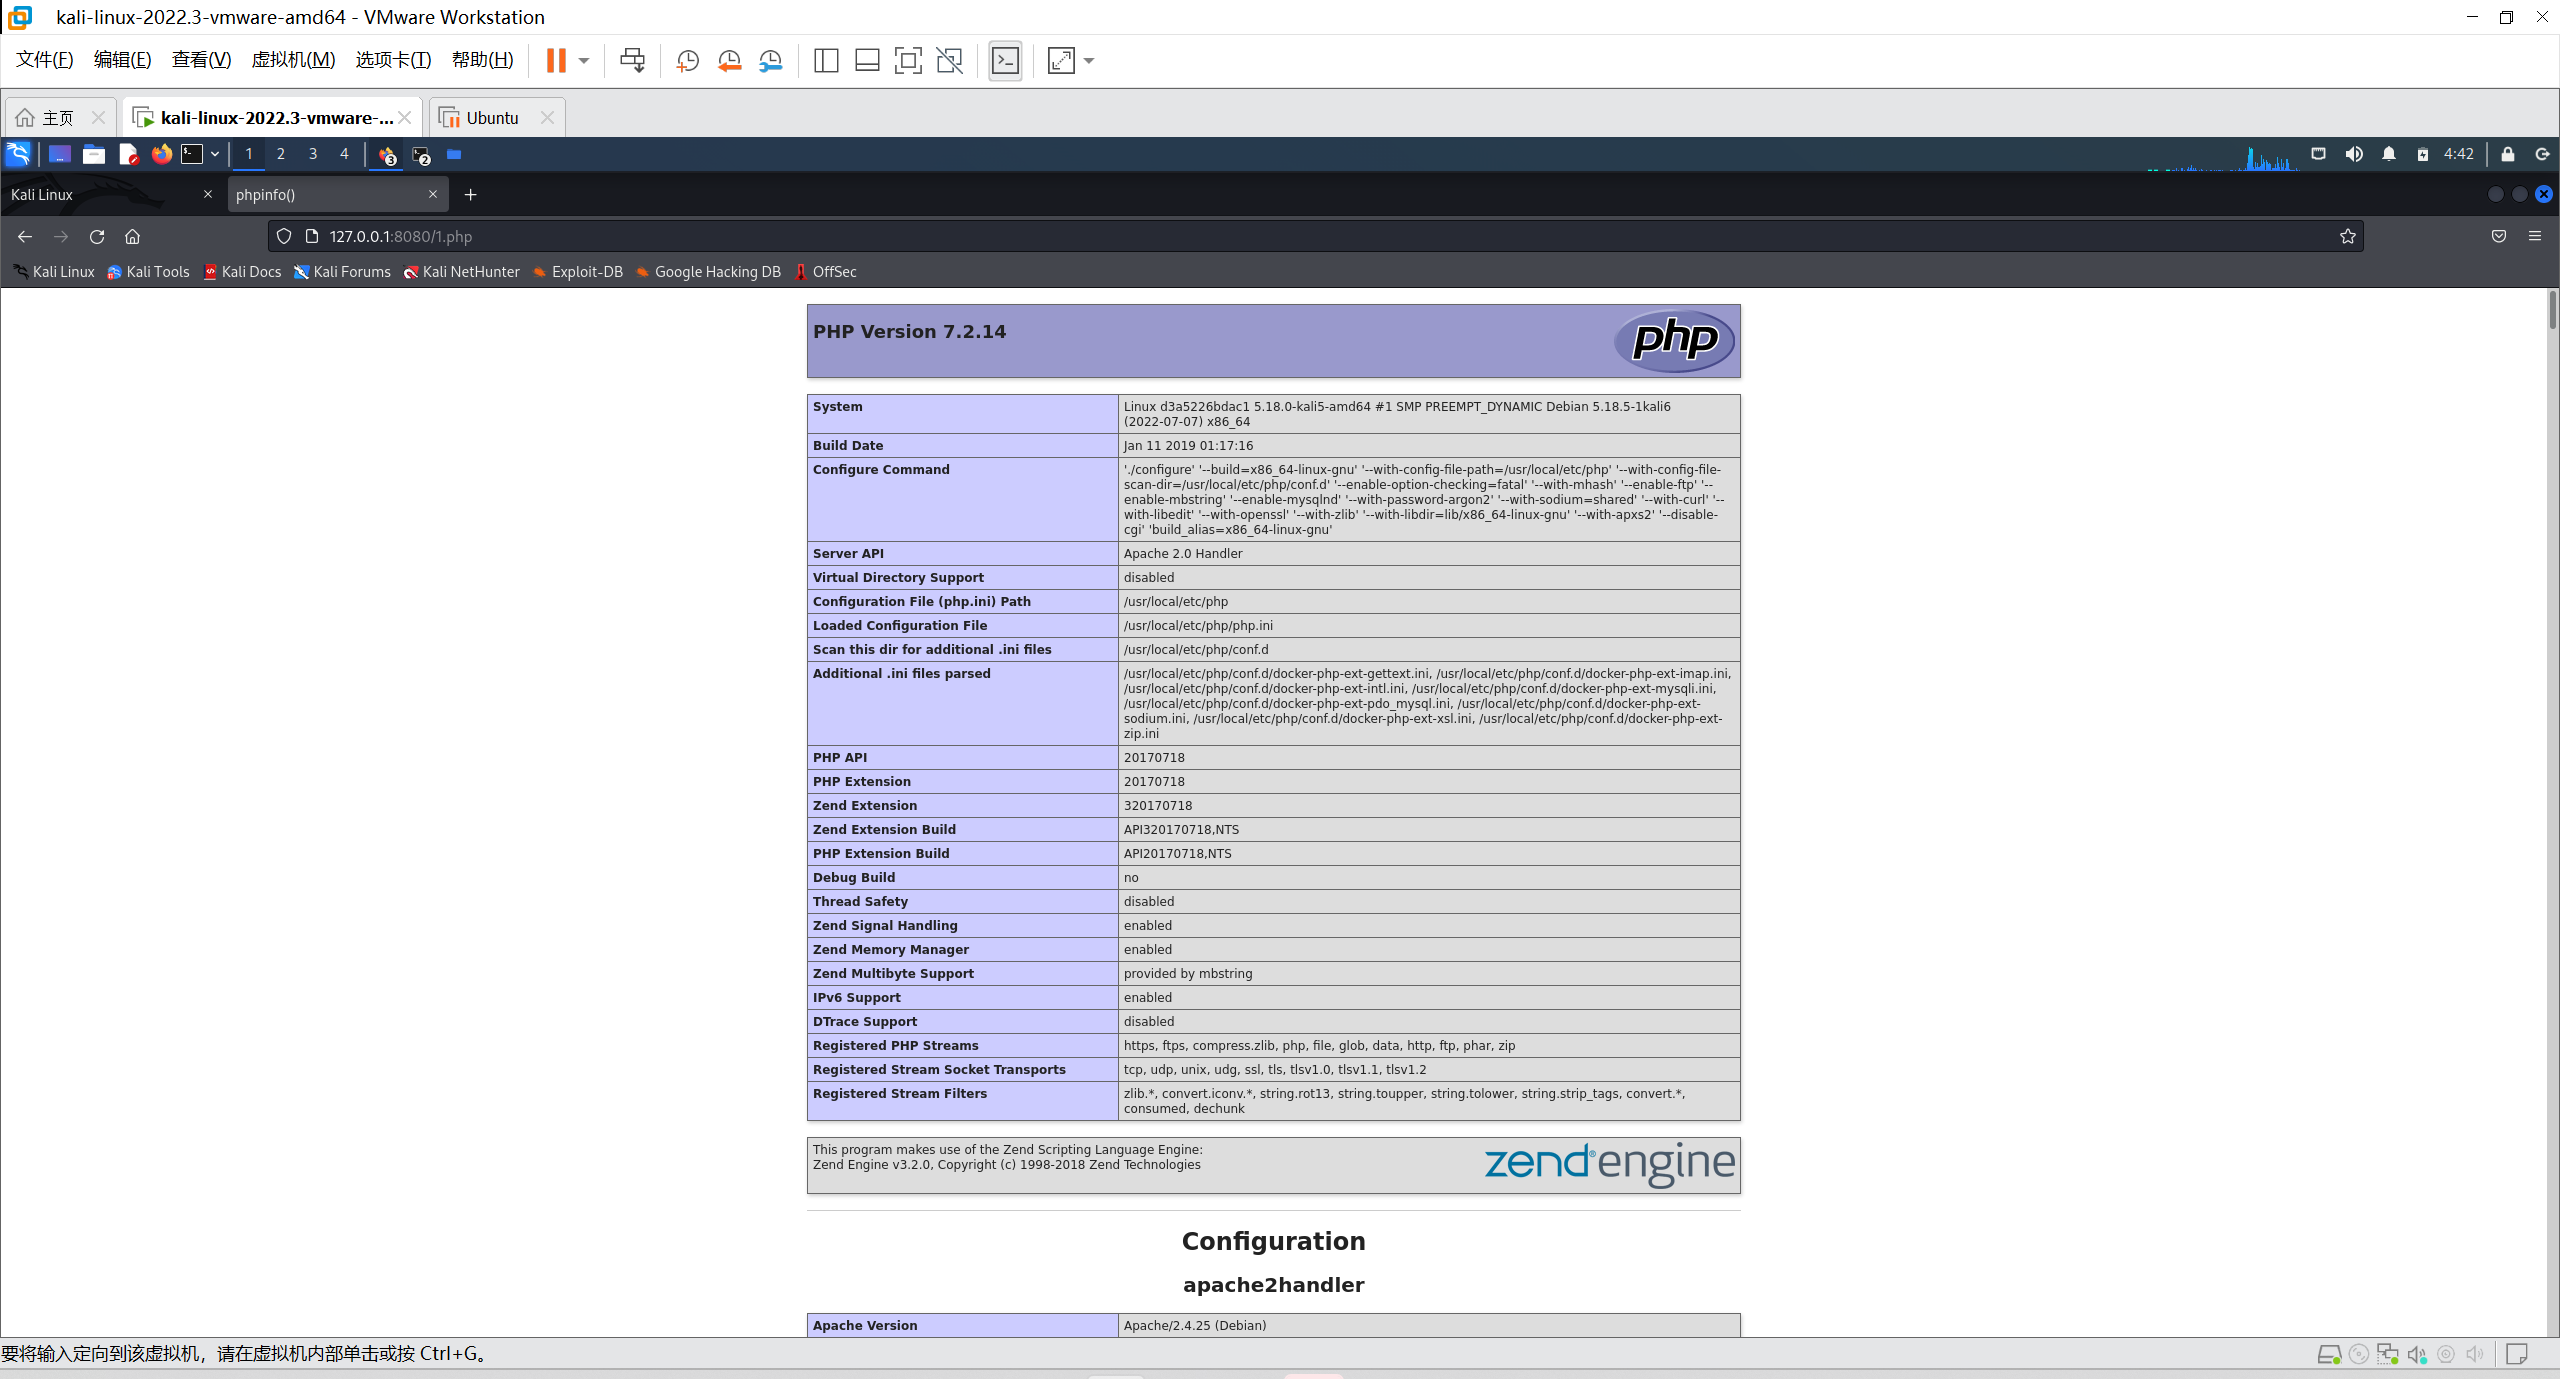 kali-linux-2022.3-vmware-amd64 - VMware Workstation
文件(F) 编辑(E) 查看(V) 虚拟机(M) 选项卡(T) 帮助(H)
主页 kali-linux-2022.3-vmware-... Ubuntu
1 2 3 4 3 2 4:42
Kali Linux phpinfo()
127.0.0.1:8080/1.php
Kali Linux Kali Tools Kali Docs Kali Forums Kali NetHunter Exploit-DB Google Hacking DB OffSec
PHP Version 7.2.14 php
System Linux d3a5226bdac1 5.18.0-kali5-amd64 #1 SMP PREEMPT_DYNAMIC Debian 5.18.5-1kali6
(2022-07-07) x86_64
Build Date Jan 11 2019 01:17:16
Configure Command './configure' '--build=x86_64-linux-gnu' '--with-config-file-path=/usr/local/etc/php' '--with-config-file-
scan-dir=/usr/local/etc/php/conf.d' '--enable-option-checking=fatal' '--with-mhash' '--enable-ftp' '--
enable-mbstring' '--enable-mysqlnd' '--with-password-argon2' '--with-sodium=shared' '--with-curl' '--
with-libedit' '--with-openssl' '--with-zlib' '--with-libdir=lib/x86_64-linux-gnu' '--with-apxs2' '--disable-
cgi' 'build_alias=x86_64-linux-gnu'
Server API Apache 2.0 Handler
Virtual Directory Support disabled
Configuration File (php.ini) Path /usr/local/etc/php
Loaded Configuration File /usr/local/etc/php/php.ini
Scan this dir for additional .ini files /usr/local/etc/php/conf.d
Additional .ini files parsed /usr/local/etc/php/conf.d/docker-php-ext-gettext.ini, /usr/local/etc/php/conf.d/docker-php-ext-imap.ini,
/usr/local/etc/php/conf.d/docker-php-ext-intl.ini, /usr/local/etc/php/conf.d/docker-php-ext-mysqli.ini,
/usr/local/etc/php/conf.d/docker-php-ext-pdo_mysql.ini, /usr/local/etc/php/conf.d/docker-php-ext-
sodium.ini, /usr/local/etc/php/conf.d/docker-php-ext-xsl.ini, /usr/local/etc/php/conf.d/docker-php-ext-
zip.ini
PHP API 20170718
PHP Extension 20170718
Zend Extension 320170718
Zend Extension Build API320170718,NTS
PHP Extension Build API20170718,NTS
Debug Build no
Thread Safety disabled
Zend Signal Handling enabled
Zend Memory Manager enabled
Zend Multibyte Support provided by mbstring
IPv6 Support enabled
DTrace Support disabled
Registered PHP Streams https, ftps, compress.zlib, php, file, glob, data, http, ftp, phar, zip
Registered Stream Socket Transports tcp, udp, unix, udg, ssl, tls, tlsv1.0, tlsv1.1, tlsv1.2
Registered Stream Filters zlib.*, convert.iconv.*, string.rot13, string.toupper, string.tolower, string.strip_tags, convert.*,
consumed, dechunk
This program makes use of the Zend Scripting Language Engine:
Zend Engine v3.2.0, Copyright (c) 1998-2018 Zend Technologies
zend®engine
Configuration
apache2handler
Apache Version Apache/2.4.25 (Debian)
要将输入定向到该虚拟机，请在虚拟机内部单击或按 Ctrl+G。